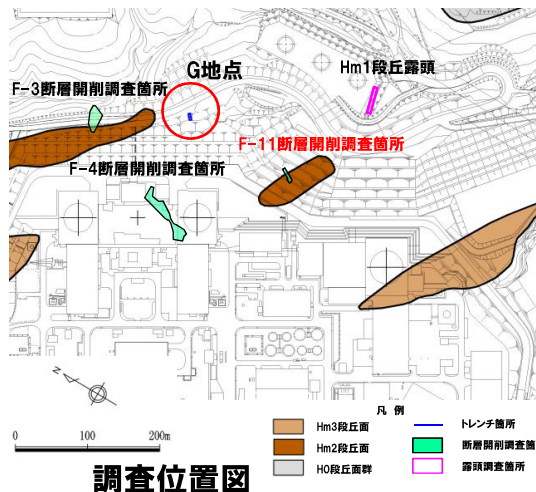 G地点
Hm1段丘露頭
F-3断層開削調査箇所
F-11断層開削調査箇所
F-4断層開削調査箇所
N
凡 例
Hm3段丘面
トレンチ箇所
Hm2段丘面
断層開削調査箇
H0段丘面群
露頭調査箇所
0 100 200m
調査位置図